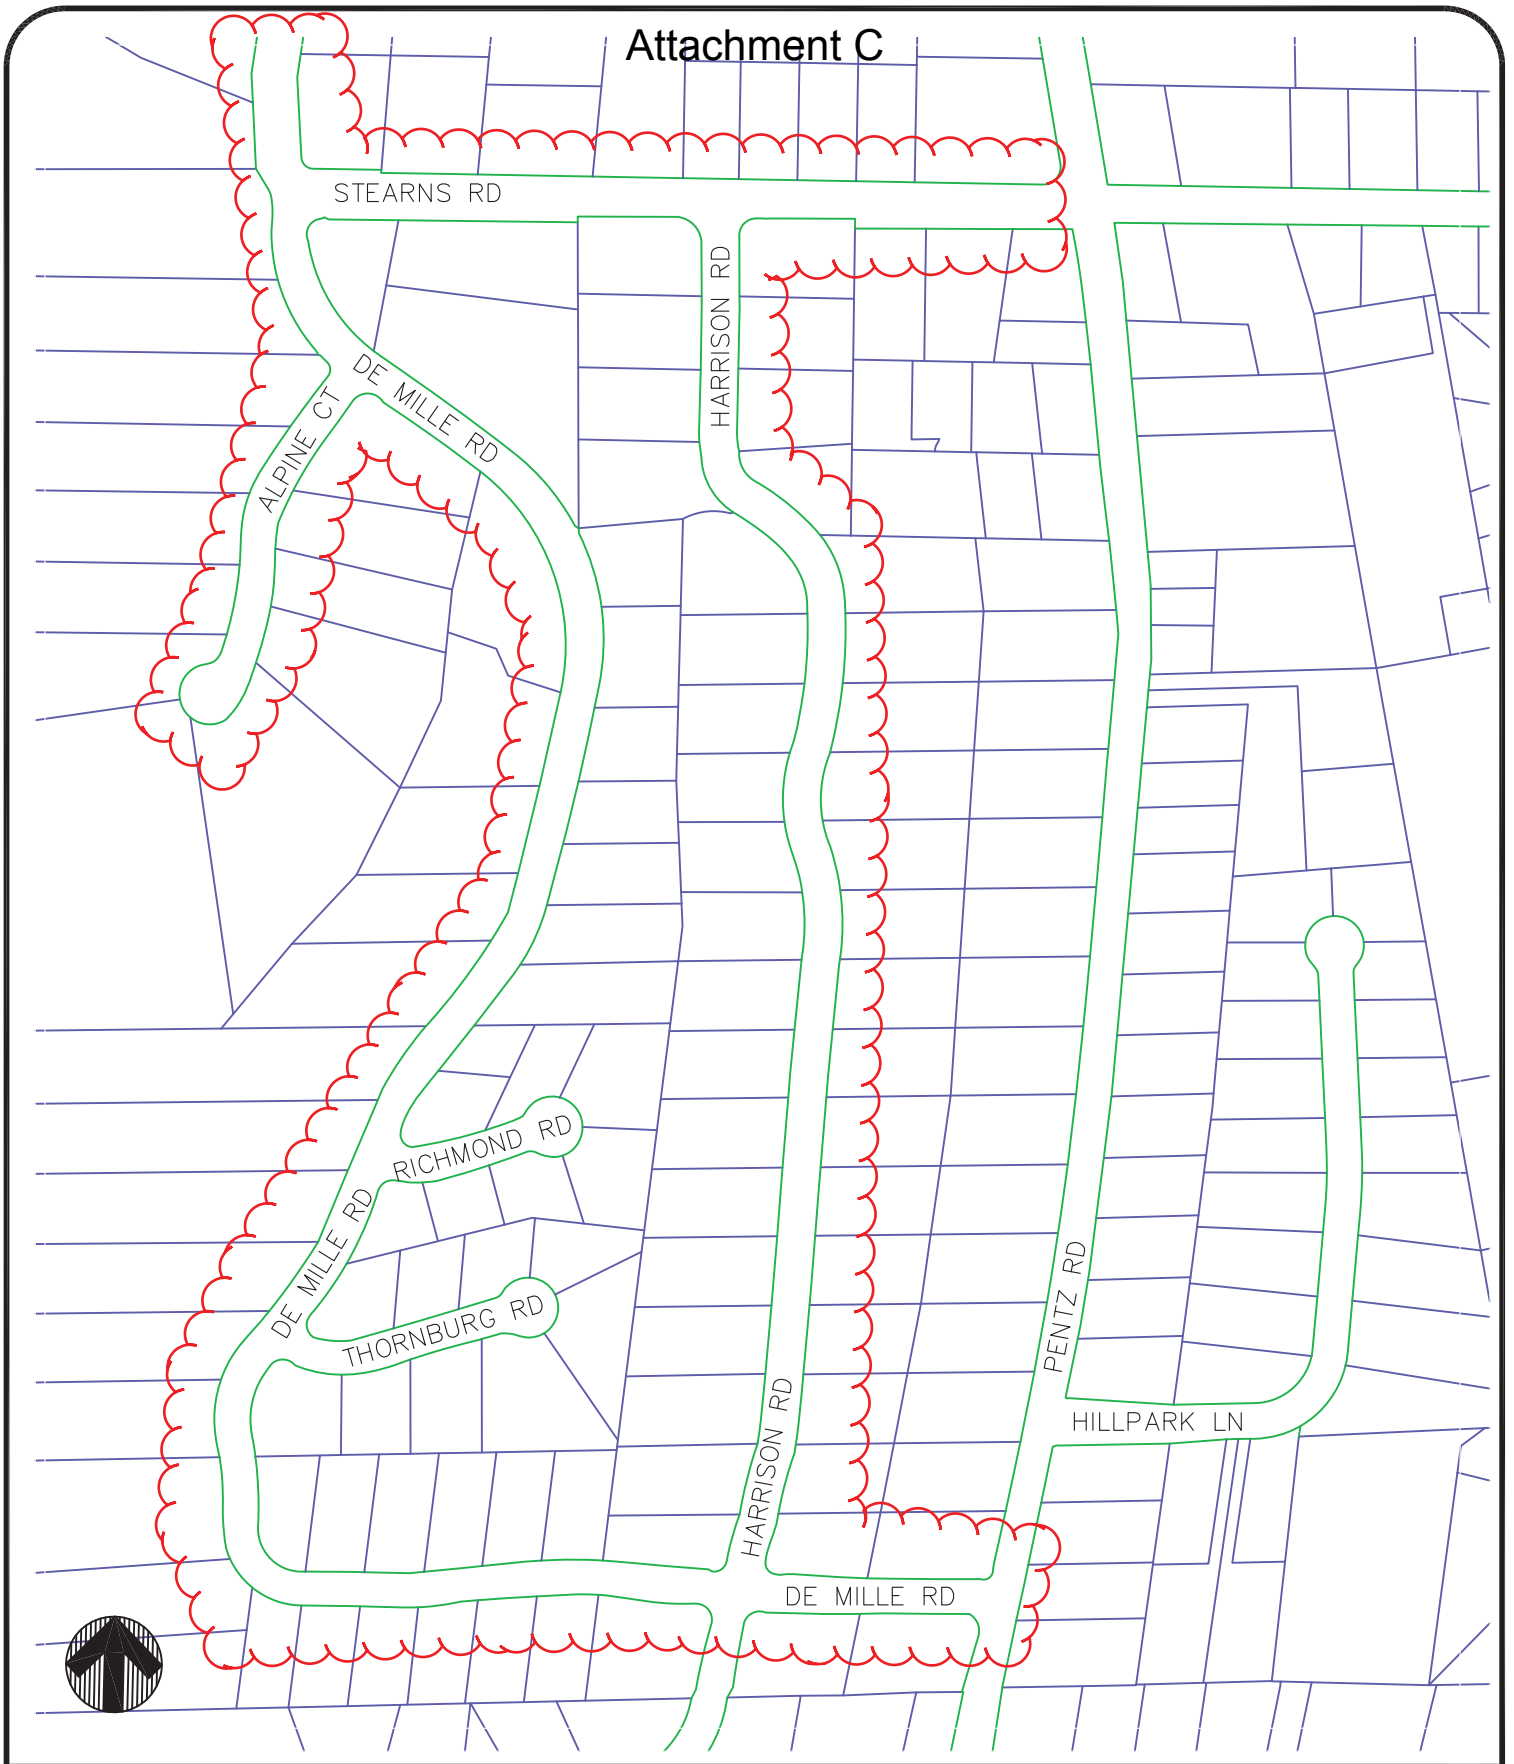 Attachment C
STEARNS RD
HARRISON RD
DE MILLE RD
ALPINE CT
RICHMOND RD
DE MILLE RD
THORNBURG RD
PENTZ RD
HARRISON RD
HILLPARK LN
DE MILLE RD